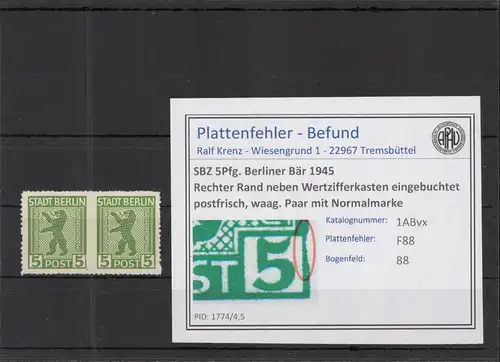 Plattenfehler - Befund
Ralf Krenz - Wiesengrund 1 - 22967 Tremsbüttel
SBZ 5Pfg. Berliner Bär 1945
Rechter Rand neben Wertzifferkasten eingebuchtet
postfrisch, waag. Paar mit Normalmarke
Katalognummer: 1ABvx
Plattenfehler: F88
Bogenfeld: 88
ST 5
PID: 1774/4,5
STADT BERLIN STADT BERLIN
5 POST 5 5 POST 5